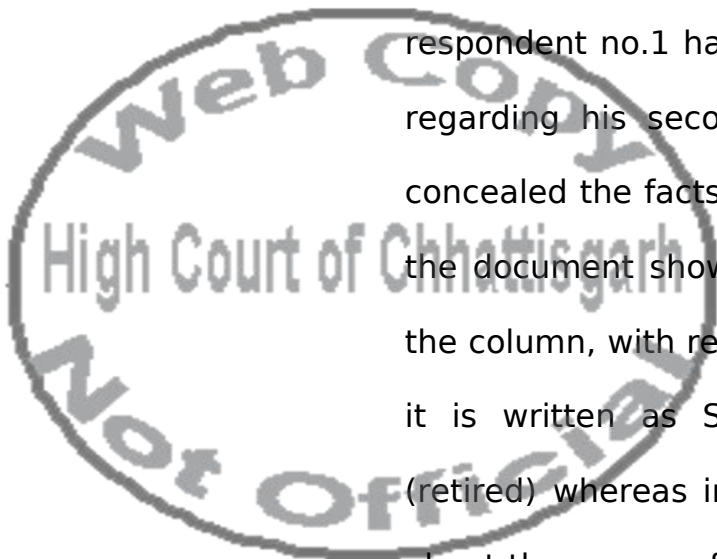 respondent no.1 ha
regarding his seco
concealed the facts
the document show
the column, with re
it is written as S
(retired) whereas in
Web Copy
High Court of Chhattisgarh
Not Official